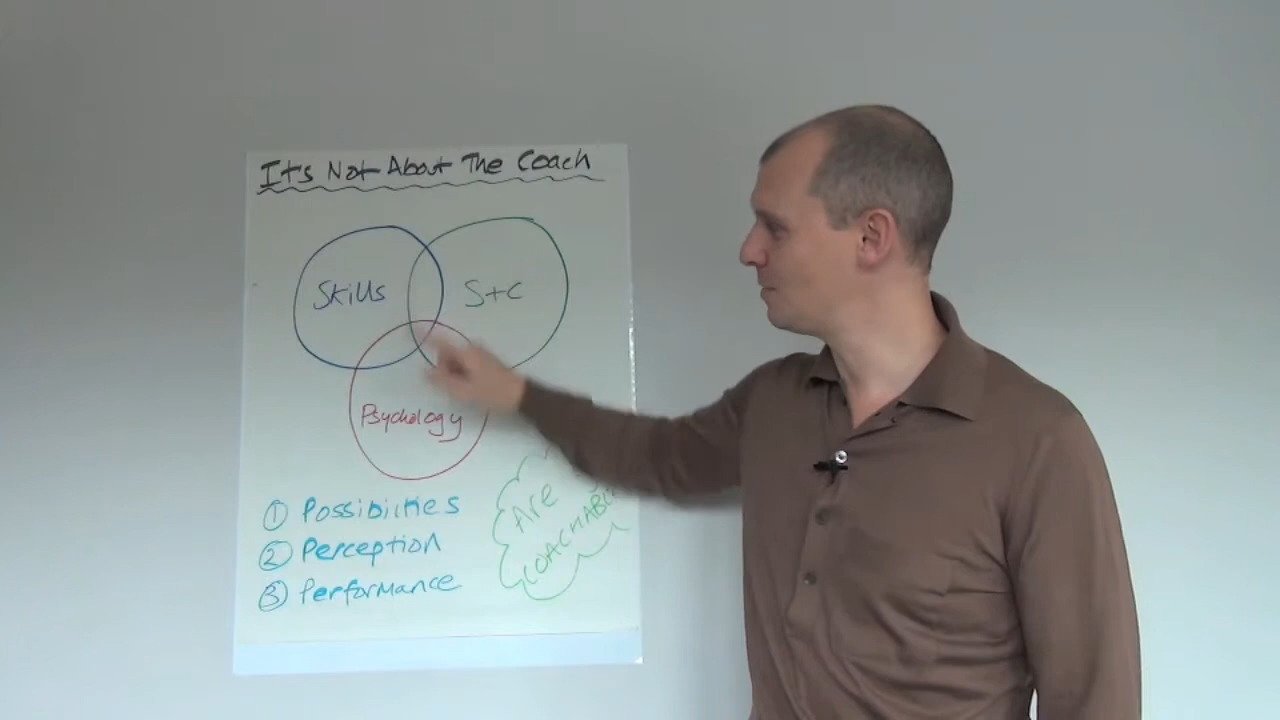 It's Not About The Coach
Skills
S+C
Psychology
① Possibilities
② Perception
③ Performance
Are